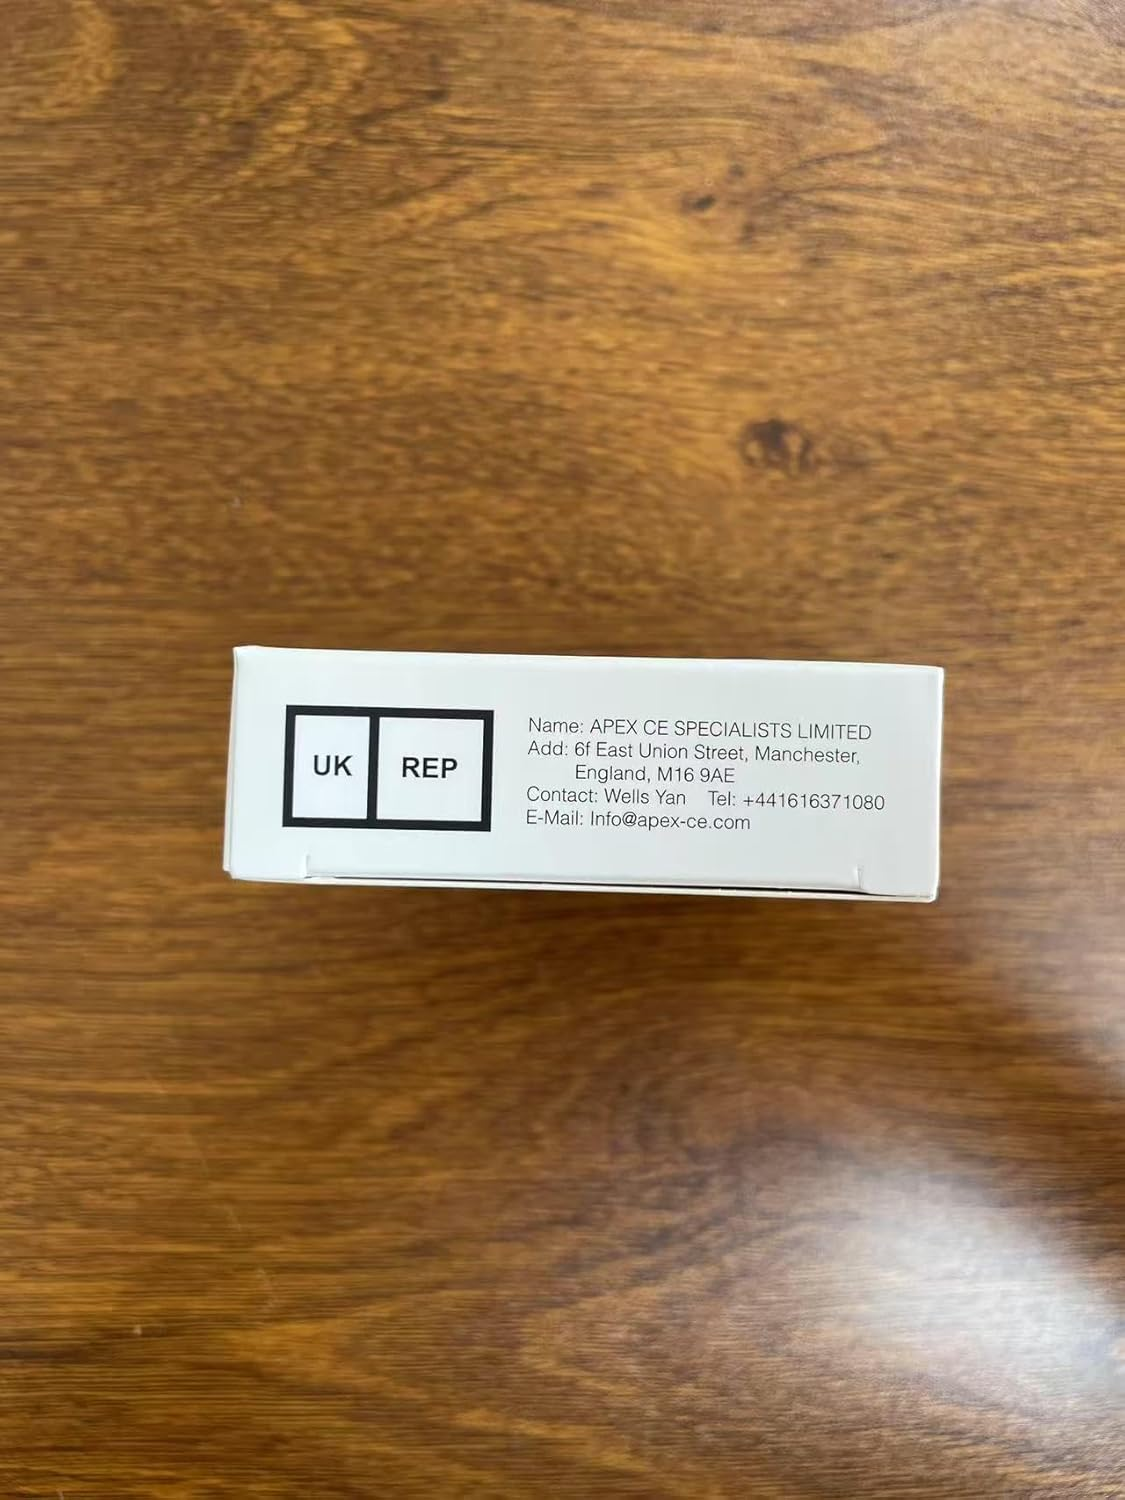 UK REP
Name: APEX CE SPECIALISTS LIMITED
Add: 6f East Union Street, Manchester,
England, M16 9AE
Contact: Wells Yan Tel: +441616371080
E-Mail: Info@apex-ce.com